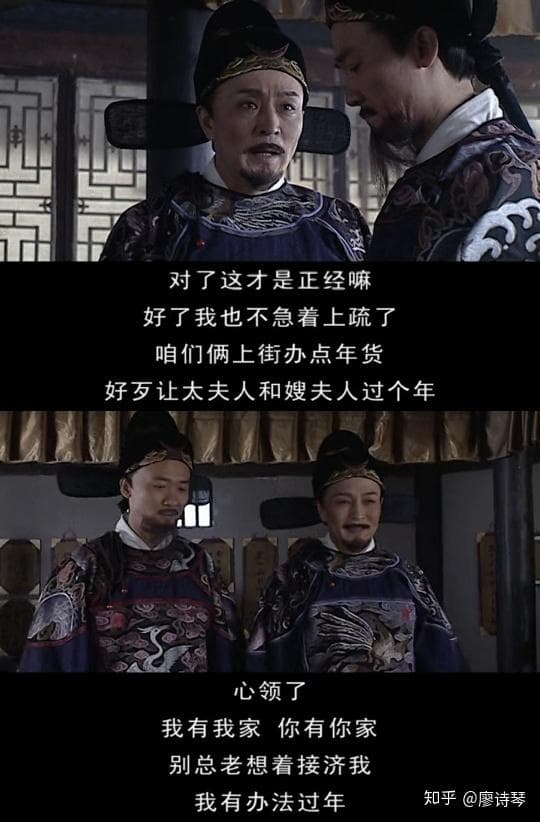 对了这才是正经嘛
好了我也不急着上疏了
咱们俩上街办点年货
好歹让太夫人和嫂夫人过个年
心领了
我有我家 你有你家
别总老想着接济我
我有办法过年
知乎 @廖诗琴